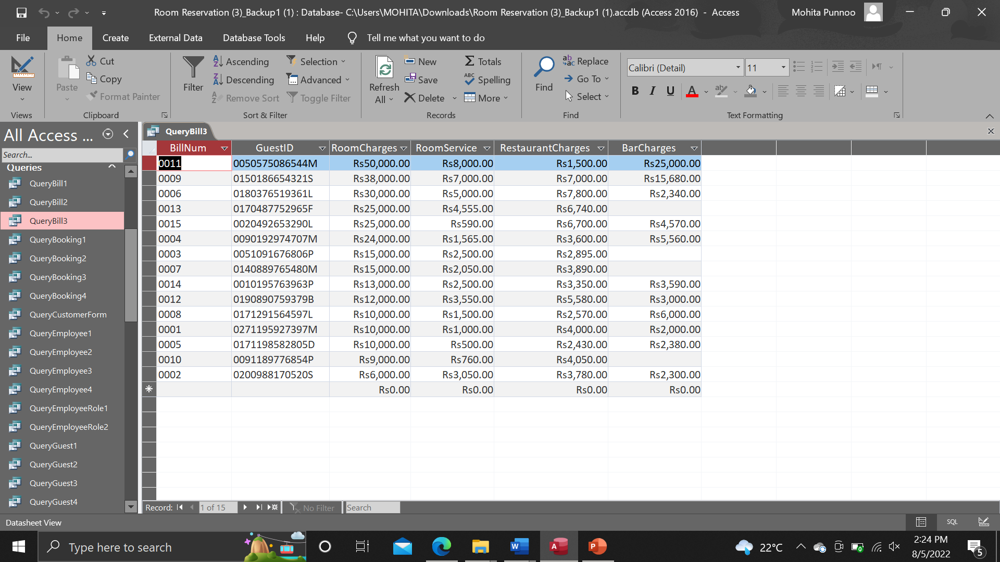 Room Reservation (3)_Backup1 (1) : Database- C:\Users\MOHITA\Downloads\Room Reservation (3)_Backup1 (1).accdb (Access 2016) - Access
Mohita Punnoo
File Home Create External Data Database Tools Help Tell me what you want to do
View
Views
Paste
Cut
Copy
Format Painter
Clipboard
Filter
Ascending
Descending
Remove Sort
Selection
Advanced
Toggle Filter
Sort & Filter
Refresh
All
New
Save
Delete
Totals
Spelling
More
Records
Find
Replace
Go To
Select
Find
Calibri (Detail) 11
B I U A
Text Formatting
All Access ...
Search...
Queries
QueryBill1
QueryBill2
QueryBill3
QueryBooking1
QueryBooking2
QueryBooking3
QueryBooking4
QueryCustomerForm
QueryEmployee1
QueryEmployee2
QueryEmployee3
QueryEmployee4
QueryEmployeeRole1
QueryEmployeeRole2
QueryGuest1
QueryGuest2
QueryGuest3
QueryGuest4
QueryBill3
BillNum GuestID RoomCharges RoomService RestaurantCharges BarCharges
0011 0050575086544M Rs50,000.00 Rs8,000.00 Rs1,500.00 Rs25,000.00
0009 0150186654321S Rs38,000.00 Rs7,000.00 Rs7,000.00 Rs15,680.00
0006 0180376519361L Rs30,000.00 Rs5,000.00 Rs7,800.00 Rs2,340.00
0013 0170487752965F Rs25,000.00 Rs4,555.00 Rs6,740.00
0015 0020492653290L Rs25,000.00 Rs590.00 Rs6,700.00 Rs4,570.00
0004 0090192974707M Rs24,000.00 Rs1,565.00 Rs3,600.00 Rs5,560.00
0003 0051091676806P Rs15,000.00 Rs2,500.00 Rs2,895.00
0007 0140889765480M Rs15,000.00 Rs2,050.00 Rs3,890.00
0014 0010195763963P Rs13,000.00 Rs2,500.00 Rs3,350.00 Rs3,590.00
0012 0190890759379B Rs12,000.00 Rs3,550.00 Rs5,580.00 Rs3,000.00
0008 0171291564597L Rs10,000.00 Rs1,500.00 Rs2,570.00 Rs6,000.00
0001 0271195927397M Rs10,000.00 Rs1,000.00 Rs4,000.00 Rs2,000.00
0005 0171198582805D Rs10,000.00 Rs500.00 Rs2,430.00 Rs2,380.00
0010 0091189776854P Rs9,000.00 Rs760.00 Rs4,050.00
0002 0200988170520S Rs6,000.00 Rs3,050.00 Rs3,780.00 Rs2,300.00
Rs0.00 Rs0.00 Rs0.00 Rs0.00
Record: 1 of 15 No Filter Search
Datasheet View
SQL
Type here to search
22°C
2:24 PM
8/5/2022
5